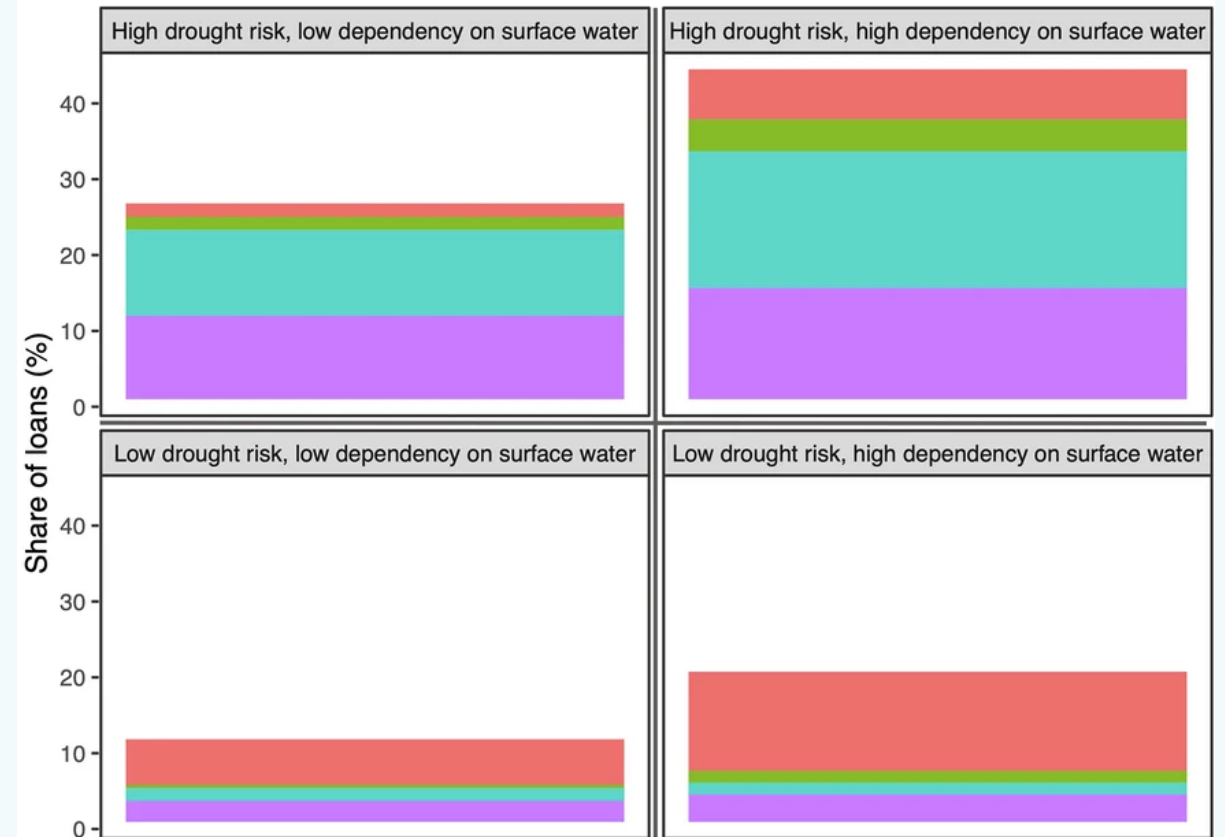 High drought risk, low dependency on surface water
High drought risk, high dependency on surface water
40
30
20
10
0
Share of loans (%)
Low drought risk, low dependency on surface water
Low drought risk, high dependency on surface water
40
30
20
10
0